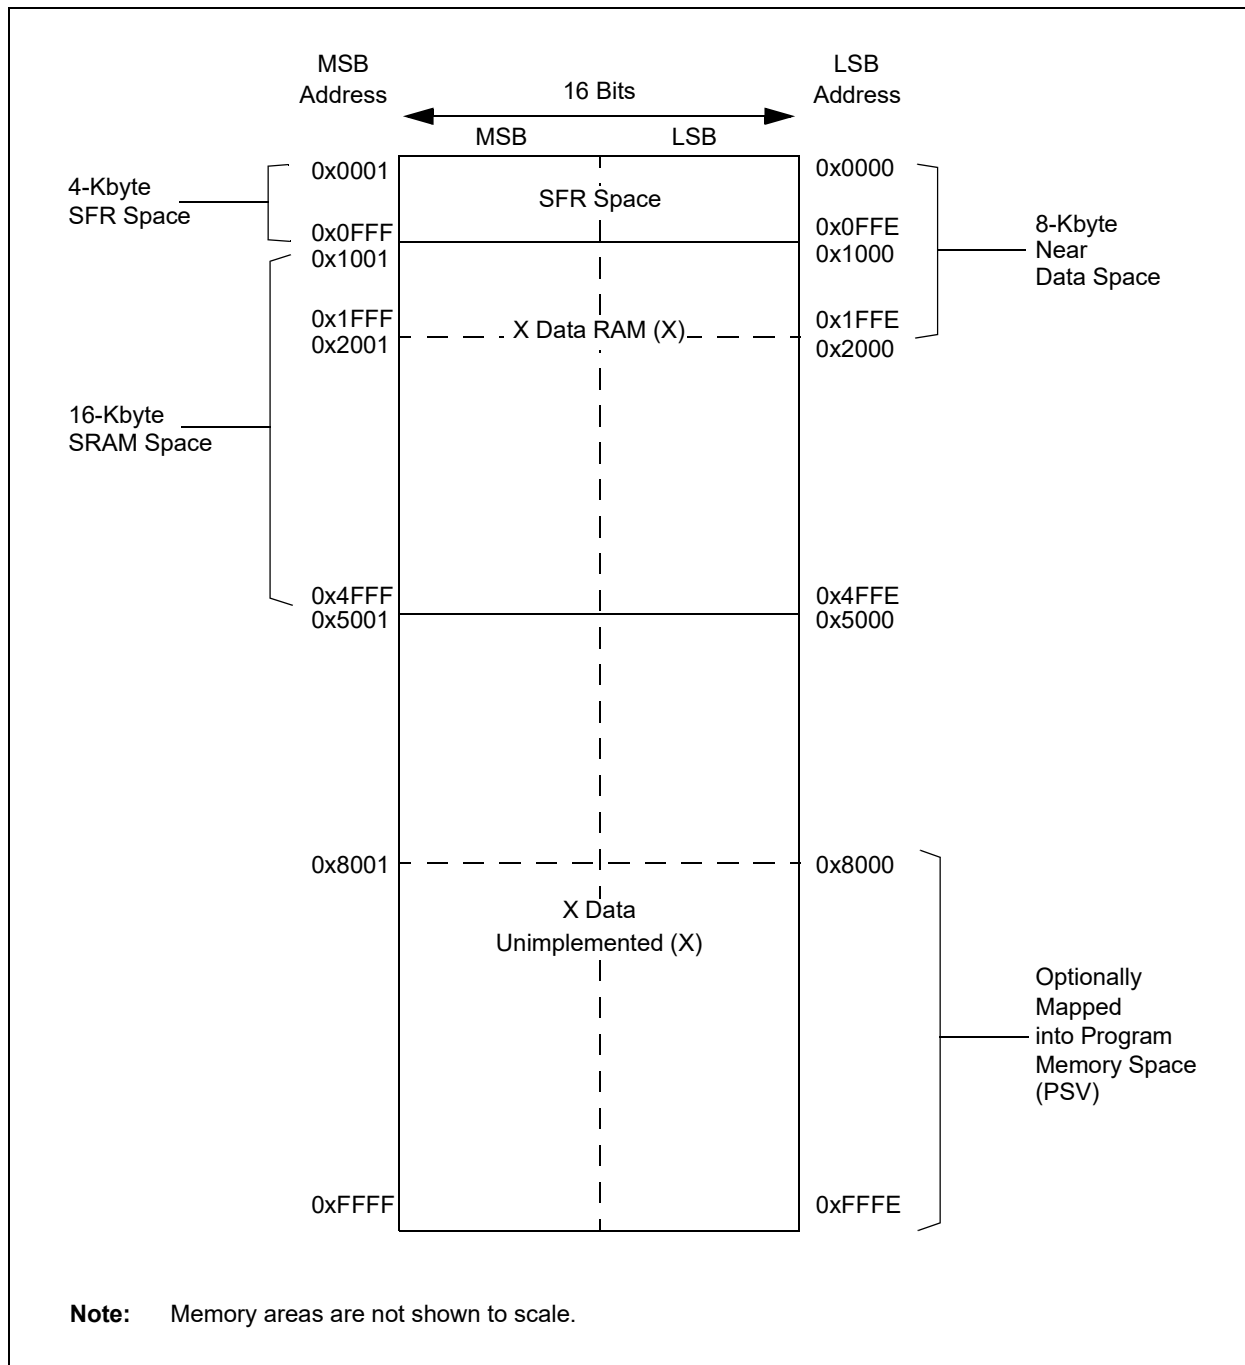 MSB
Address
LSB
Address
16 Bits
MSB
LSB
0x0001
0x0000
4-Kbyte
SFR Space
SFR Space
0x0FFF
0x0FFE
0x1001
0x1000
8-Kbyte
Near
Data Space
0x1FFF
0x1FFE
X Data RAM (X)
0x2001
0x2000
16-Kbyte
SRAM Space
0x4FFF
0x4FFE
0x5001
0x5000
0x8001
0x8000
X Data
Unimplemented (X)
Optionally
Mapped
into Program
Memory Space
(PSV)
0xFFFF
0xFFFE
Note: Memory areas are not shown to scale.